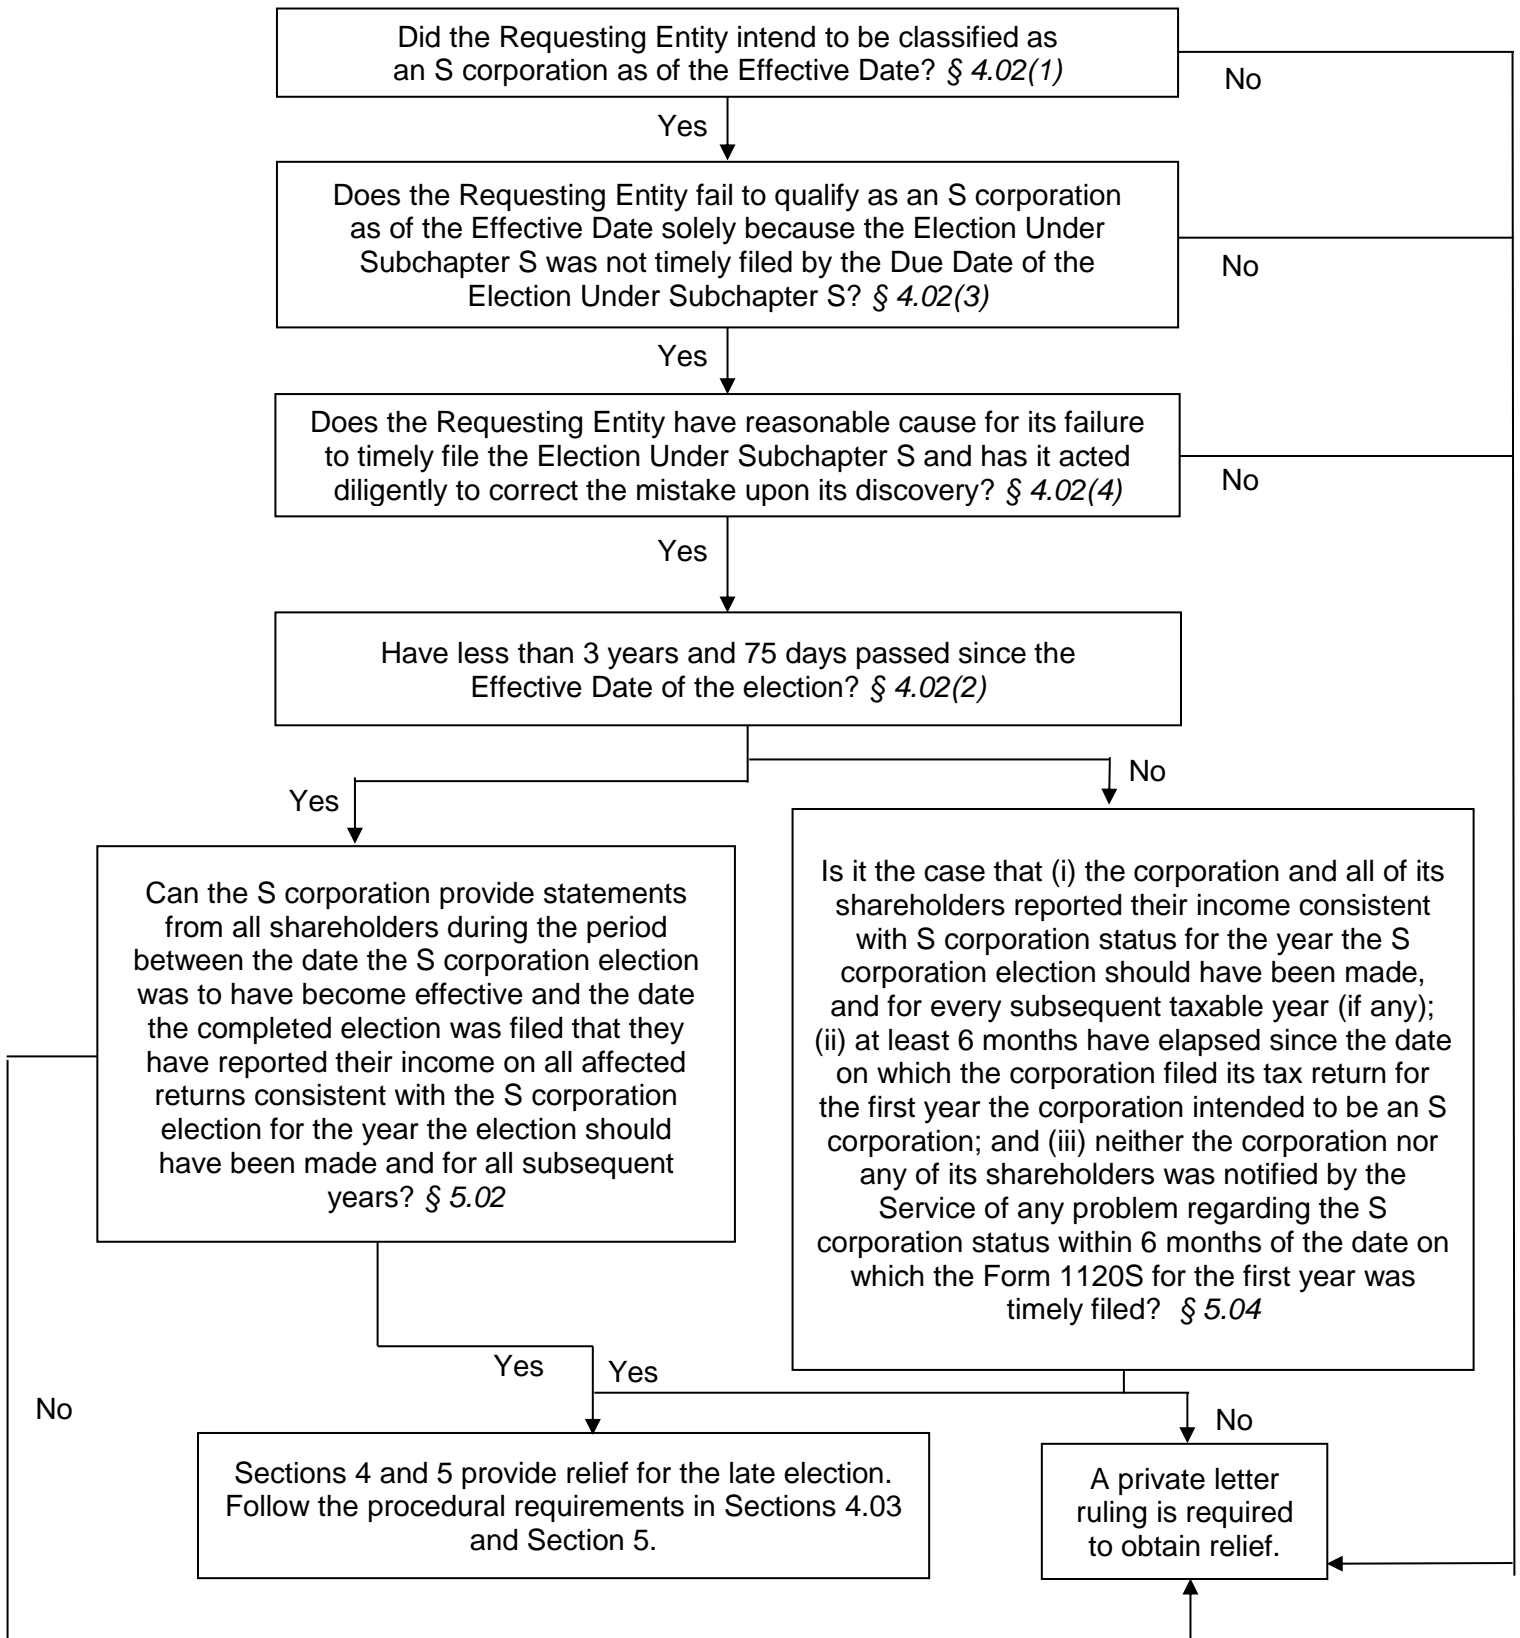 Did the Requesting Entity intend to be classified as
an S corporation as of the Effective Date? § 4.02(1)
No
Yes
Does the Requesting Entity fail to qualify as an S corporation
as of the Effective Date solely because the Election Under
Subchapter S was not timely filed by the Due Date of the
Election Under Subchapter S? § 4.02(3)
No
Yes
Does the Requesting Entity have reasonable cause for its failure
to timely file the Election Under Subchapter S and has it acted
diligently to correct the mistake upon its discovery? § 4.02(4)
No
Yes
Have less than 3 years and 75 days passed since the
Effective Date of the election? § 4.02(2)
Yes
No
Can the S corporation provide statements
from all shareholders during the period
between the date the S corporation election
was to have become effective and the date
the completed election was filed that they
have reported their income on all affected
returns consistent with the S corporation
election for the year the election should
have been made and for all subsequent
years? § 5.02
Is it the case that (i) the corporation and all of its
shareholders reported their income consistent
with S corporation status for the year the S
corporation election should have been made,
and for every subsequent taxable year (if any);
(ii) at least 6 months have elapsed since the date
on which the corporation filed its tax return for
the first year the corporation intended to be an S
corporation; and (iii) neither the corporation nor
any of its shareholders was notified by the
Service of any problem regarding the S
corporation status within 6 months of the date on
which the Form 1120S for the first year was
timely filed? § 5.04
Yes
Yes
No
No
Sections 4 and 5 provide relief for the late election.
Follow the procedural requirements in Sections 4.03
and Section 5.
A private letter
ruling is required
to obtain relief.